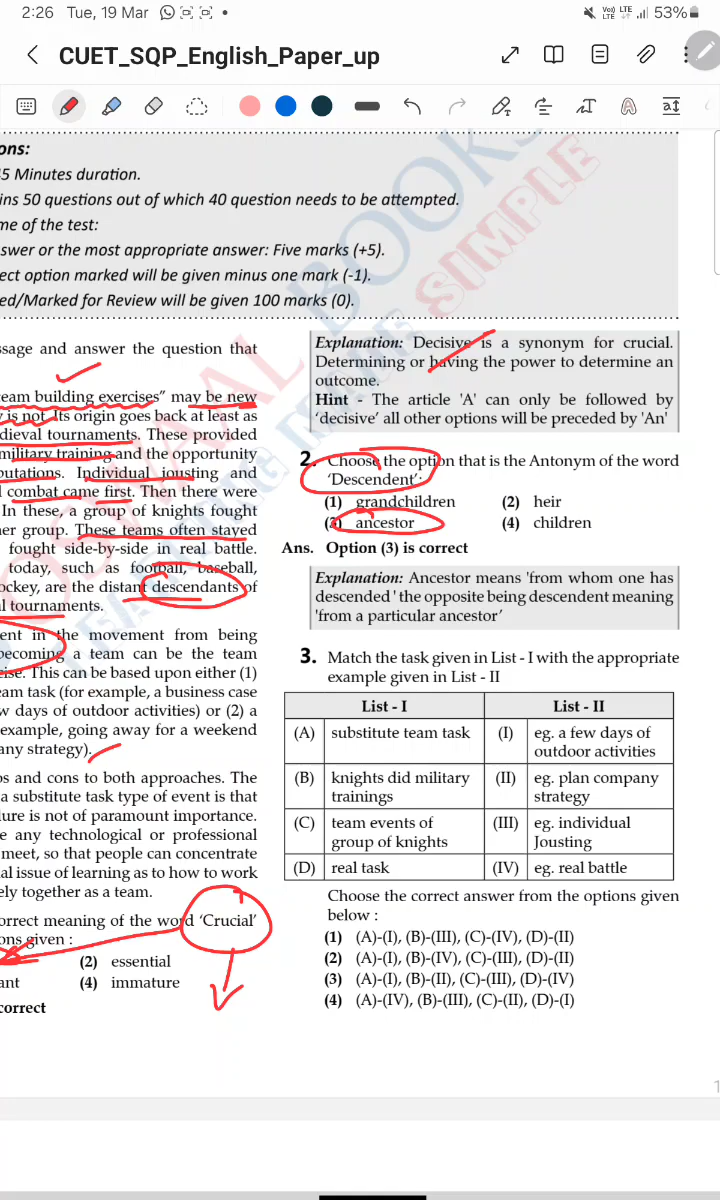 2:26 Tue, 19 Mar
Vo)) LTE 53%
CUET_SQP_English_Paper_up
ons:
45 Minutes duration.
ins 50 questions out of which 40 question needs to be attempted.
me of the test:
swer or the most appropriate answer: Five marks (+5).
ect option marked will be given minus one mark (-1).
ed/Marked for Review will be given 100 marks (0).
ssage and answer the question that
eam building exercises” may be new
is not. Its origin goes back at least as
dieval tournaments. These provided
military training and the opportunity
putations. Individual jousting and
combat came first. Then there were
In these, a group of knights fought
her group. These teams often stayed
fought side-by-side in real battle.
today, such as football, baseball,
ockey, are the distant descendants of
al tournaments.
ent in the movement from being
becoming a team can be the team
cise. This can be based upon either (1)
eam task (for example, a business case
w days of outdoor activities) or (2) a
example, going away for a weekend
any strategy).
os and cons to both approaches. The
a substitute task type of event is that
lure is not of paramount importance.
e any technological or professional
meet, so that people can concentrate
al issue of learning as to how to work
ely together as a team.
orrect meaning of the word ‘Crucial’
ons given :
(2) essential
ant (4) immature
correct
Explanation: Decisive is a synonym for crucial.
Determining or having the power to determine an
outcome.
Hint - The article 'A' can only be followed by
‘decisive’ all other options will be preceded by 'An'
2. Choose the option that is the Antonym of the word
‘Descendent’:
(1) grandchildren (2) heir
(3) ancestor (4) children
Ans. Option (3) is correct
Explanation: Ancestor means 'from whom one has
descended ' the opposite being descendent meaning
'from a particular ancestor’
3. Match the task given in List - I with the appropriate
example given in List - II
List - I List - II
(A) substitute team task (I) eg. a few days of
outdoor activities
(B) knights did military (II) eg. plan company
trainings strategy
(C) team events of (III) eg. individual
group of knights Jousting
(D) real task (IV) eg. real battle
Choose the correct answer from the options given
below :
(1) (A)-(I), (B)-(III), (C)-(IV), (D)-(II)
(2) (A)-(I), (B)-(IV), (C)-(III), (D)-(II)
(3) (A)-(I), (B)-(II), (C)-(III), (D)-(IV)
(4) (A)-(IV), (B)-(III), (C)-(II), (D)-(I)
OSWAAL BOOKS
LEARNING MADE SIMPLE
1